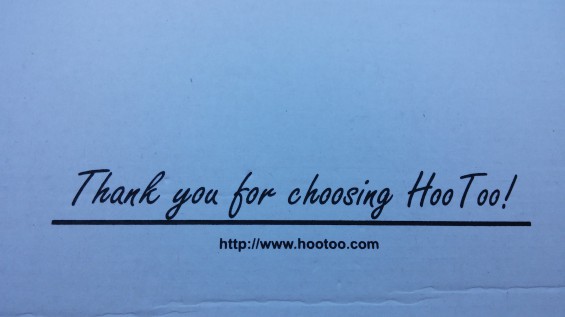 Thank you for choosing HooToo!
http://www.hootoo.com